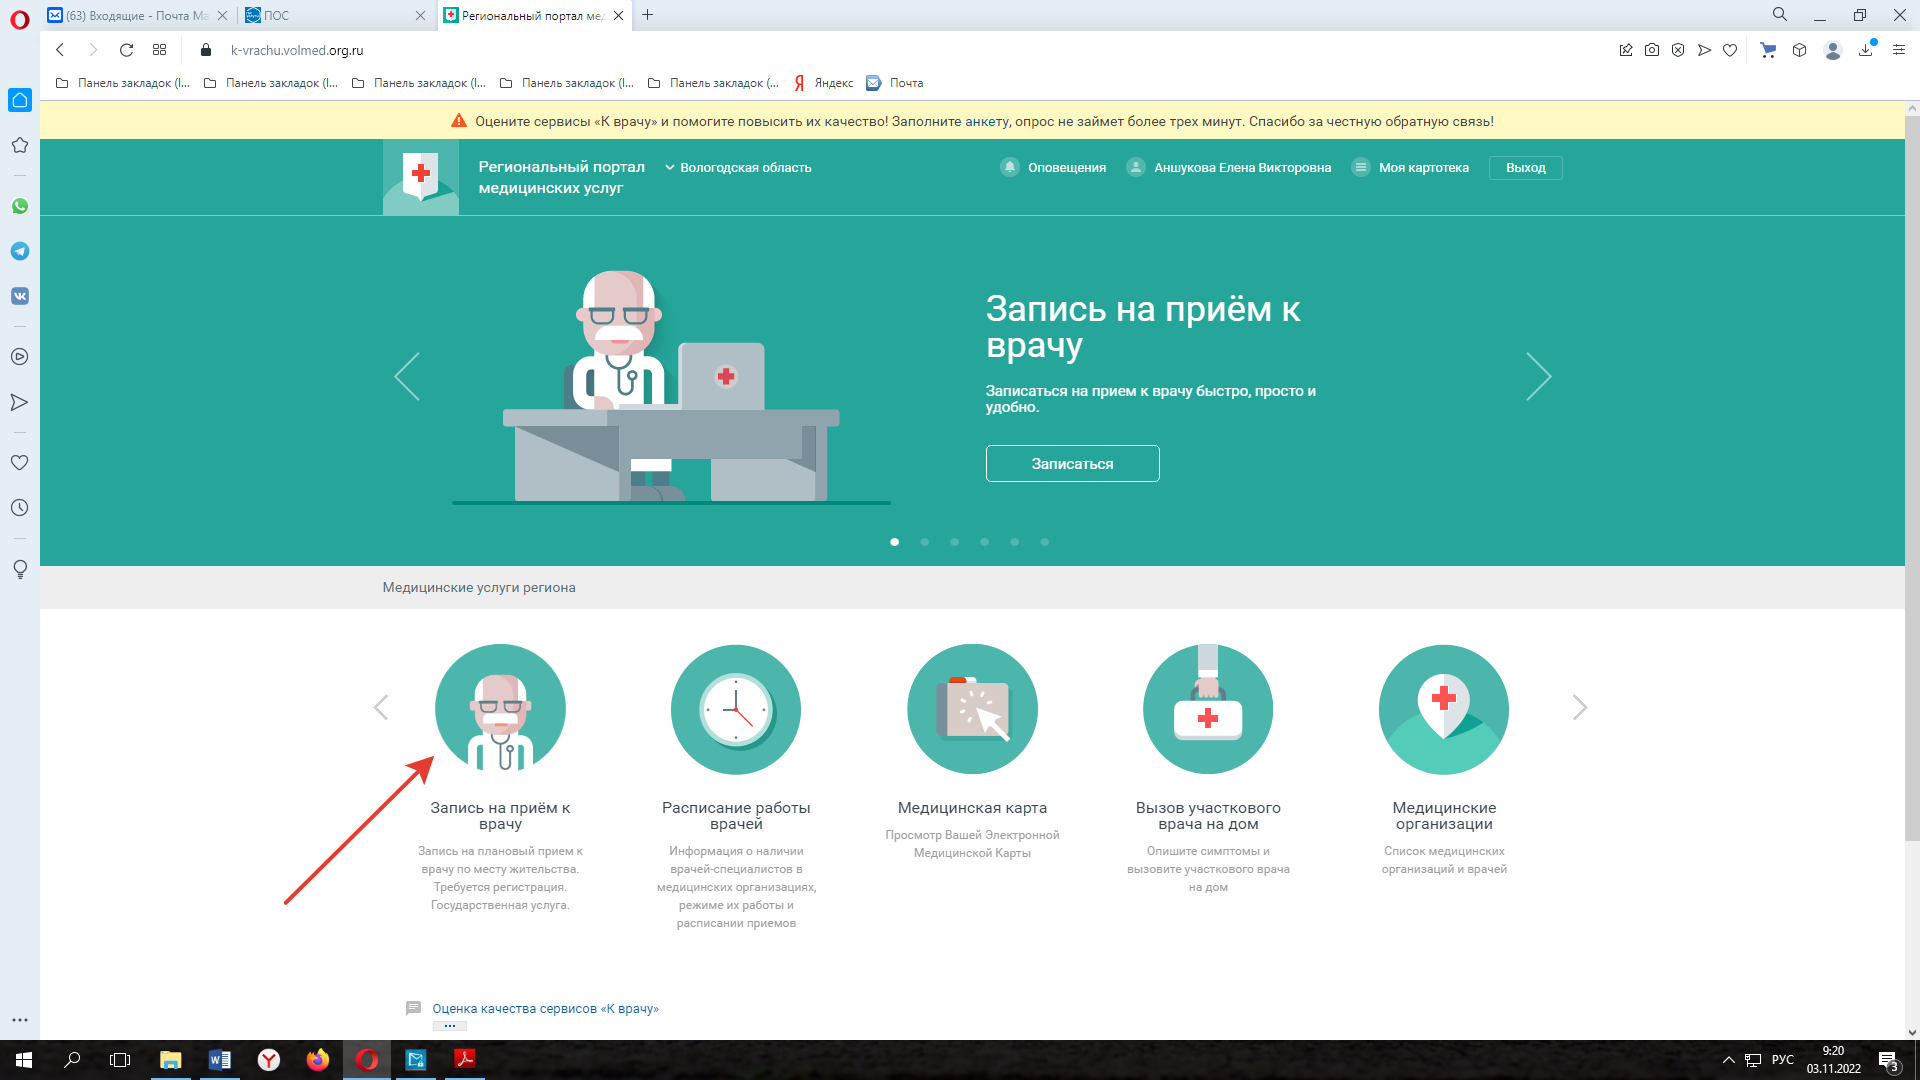 (63) Входящие - Почта Ma
ПОС
Региональный портал мед
k-vrachu.volmed.org.ru
Панель закладок (I...
Панель закладок (I...
Панель закладок (I...
Панель закладок (I...
Панель закладок (...
Яндекс
Почта
Оцените сервисы «К врачу» и помогите повысить их качество! Заполните анкету, опрос не займет более трех минут. Спасибо за честную обратную связь!
Региональный портал
медицинских услуг
Вологодская область
Оповещения
Аншукова Елена Викторовна
Моя картотека
Выход
Запись на приём к
врачу
Записаться на прием к врачу быстро, просто и
удобно.
Записаться
Медицинские услуги региона
Запись на приём к
врачу
Запись на плановый прием к
врачу по месту жительства.
Требуется регистрация.
Государственная услуга.
Расписание работы
врачей
Информация о наличии
врачей-специалистов в
медицинских организациях,
режиме их работы и
расписании приемов
Медицинская карта
Просмотр Вашей Электронной
Медицинской Карты
Вызов участкового
врача на дом
Опишите симптомы и
вызовите участкового врача
на дом
Медицинские
организации
Список медицинских
организаций и врачей
Оценка качества сервисов «К врачу»
РУС
9:20
03.11.2022
3